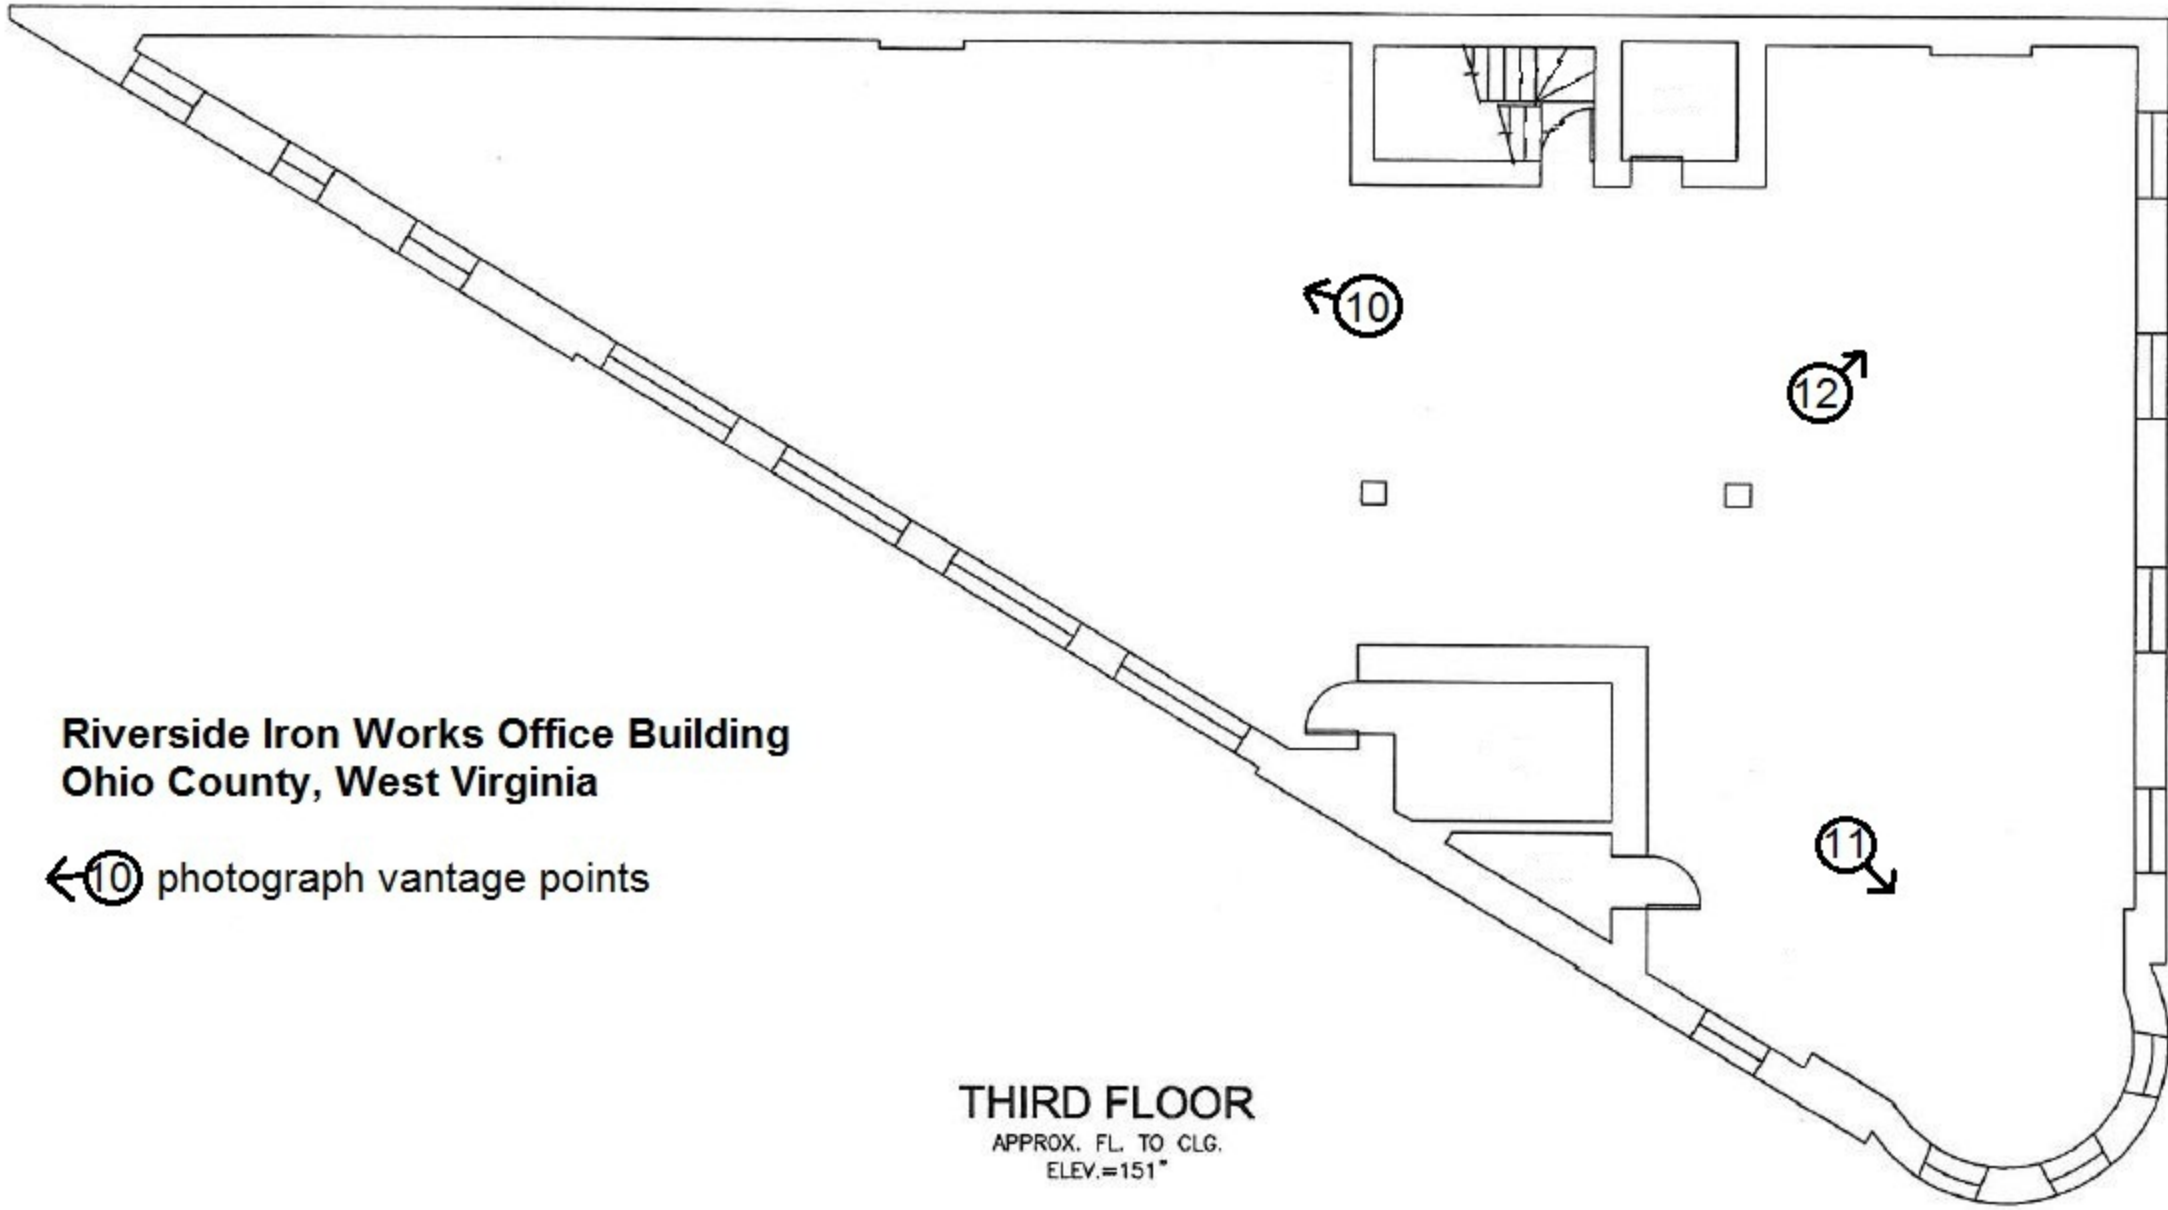 10
12
Riverside Iron Works Office Building
Ohio County, West Virginia
11
10 photograph vantage points
THIRD FLOOR
APPROX. FL. TO CLG.
ELEV.=151"